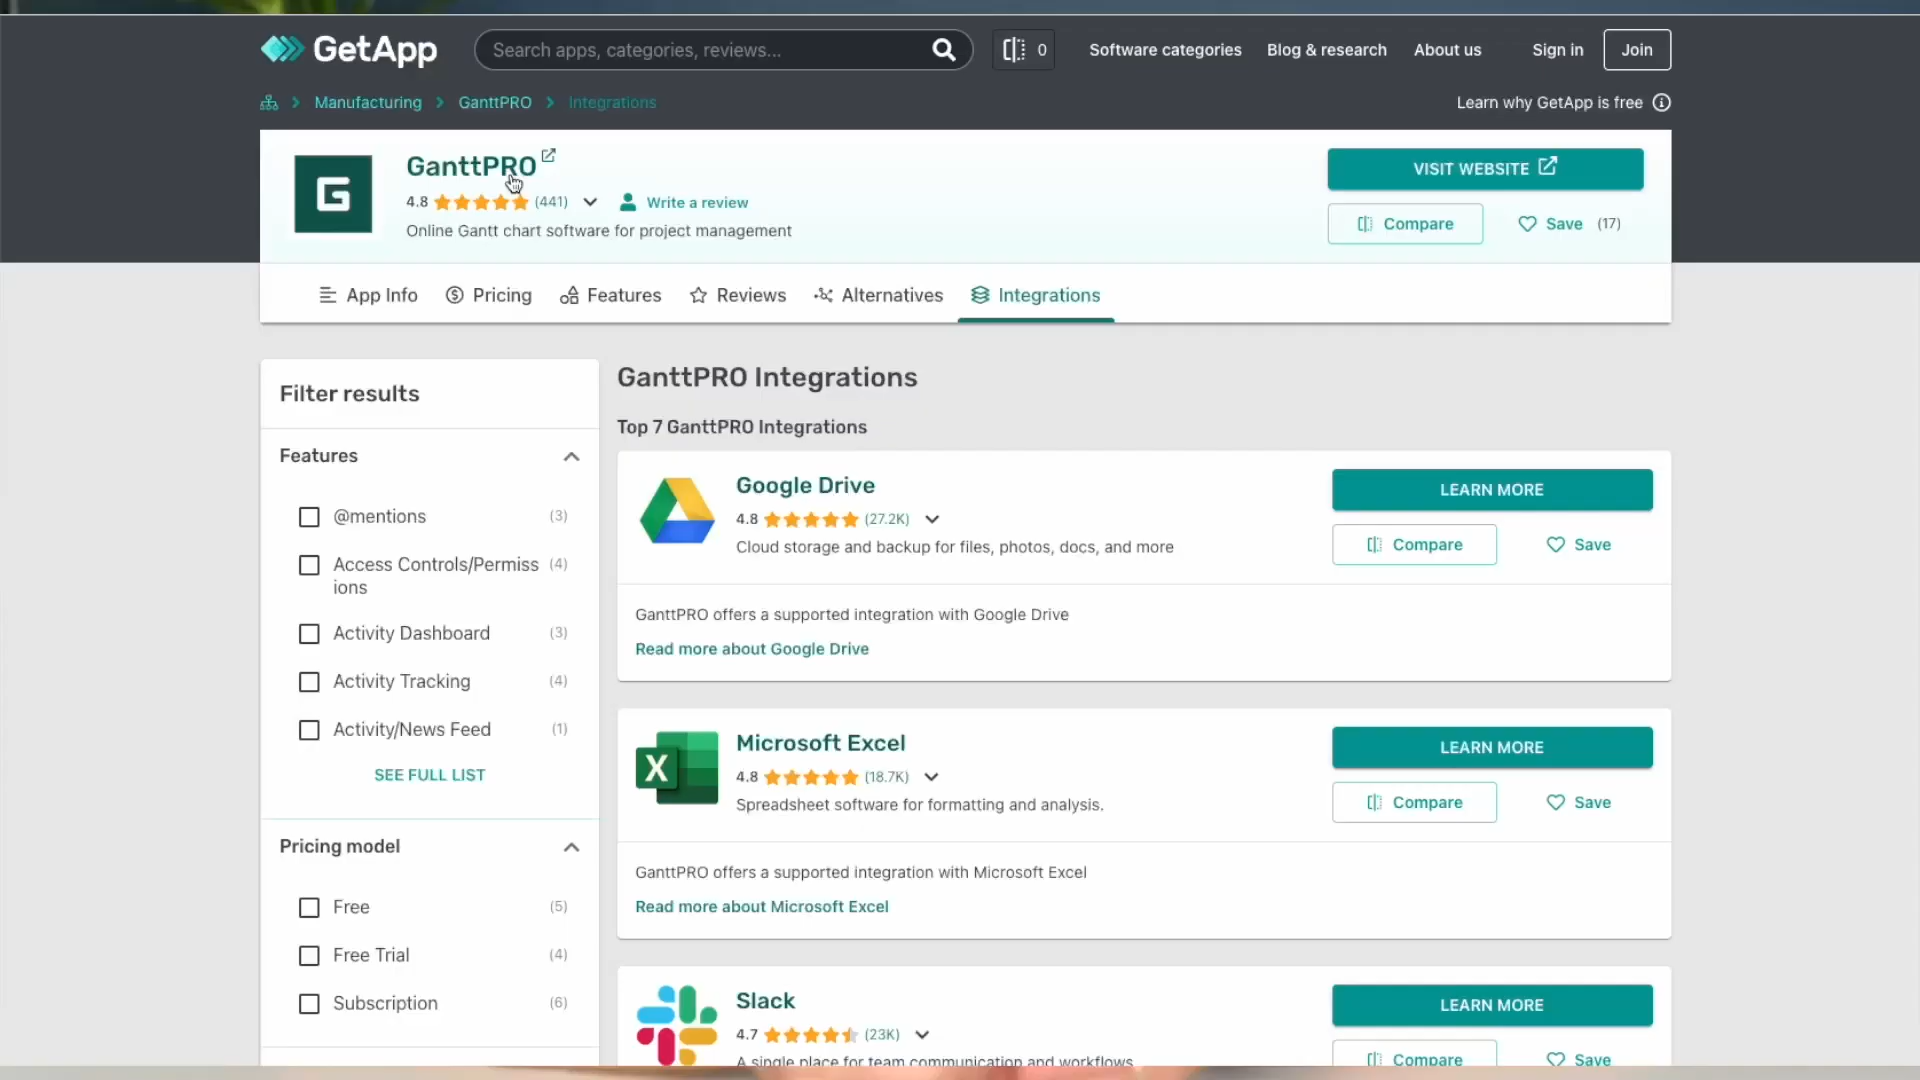 GetApp
Search apps, categories, reviews...
0
Software categories
Blog & research
About us
Sign in
Join
Manufacturing > GanttPRO > Integrations
Learn why GetApp is free
G
GanttPRO
4.8 (441)
Write a review
Online Gantt chart software for project management
VISIT WEBSITE
Compare
Save (17)
App Info
Pricing
Features
Reviews
Alternatives
Integrations
Filter results
Features
@mentions (3)
Access Controls/Permiss (4)
ions
Activity Dashboard (3)
Activity Tracking (4)
Activity/News Feed (1)
SEE FULL LIST
Pricing model
Free (5)
Free Trial (4)
Subscription (6)
GanttPRO Integrations
Top 7 GanttPRO Integrations
Google Drive
4.8 (27.2K)
Cloud storage and backup for files, photos, docs, and more
LEARN MORE
Compare
Save
GanttPRO offers a supported integration with Google Drive
Read more about Google Drive
X
Microsoft Excel
4.8 (18.7K)
Spreadsheet software for formatting and analysis.
LEARN MORE
Compare
Save
GanttPRO offers a supported integration with Microsoft Excel
Read more about Microsoft Excel
Slack
4.7 (23K)
A single place for team communication and workflows
LEARN MORE
Compare
Save